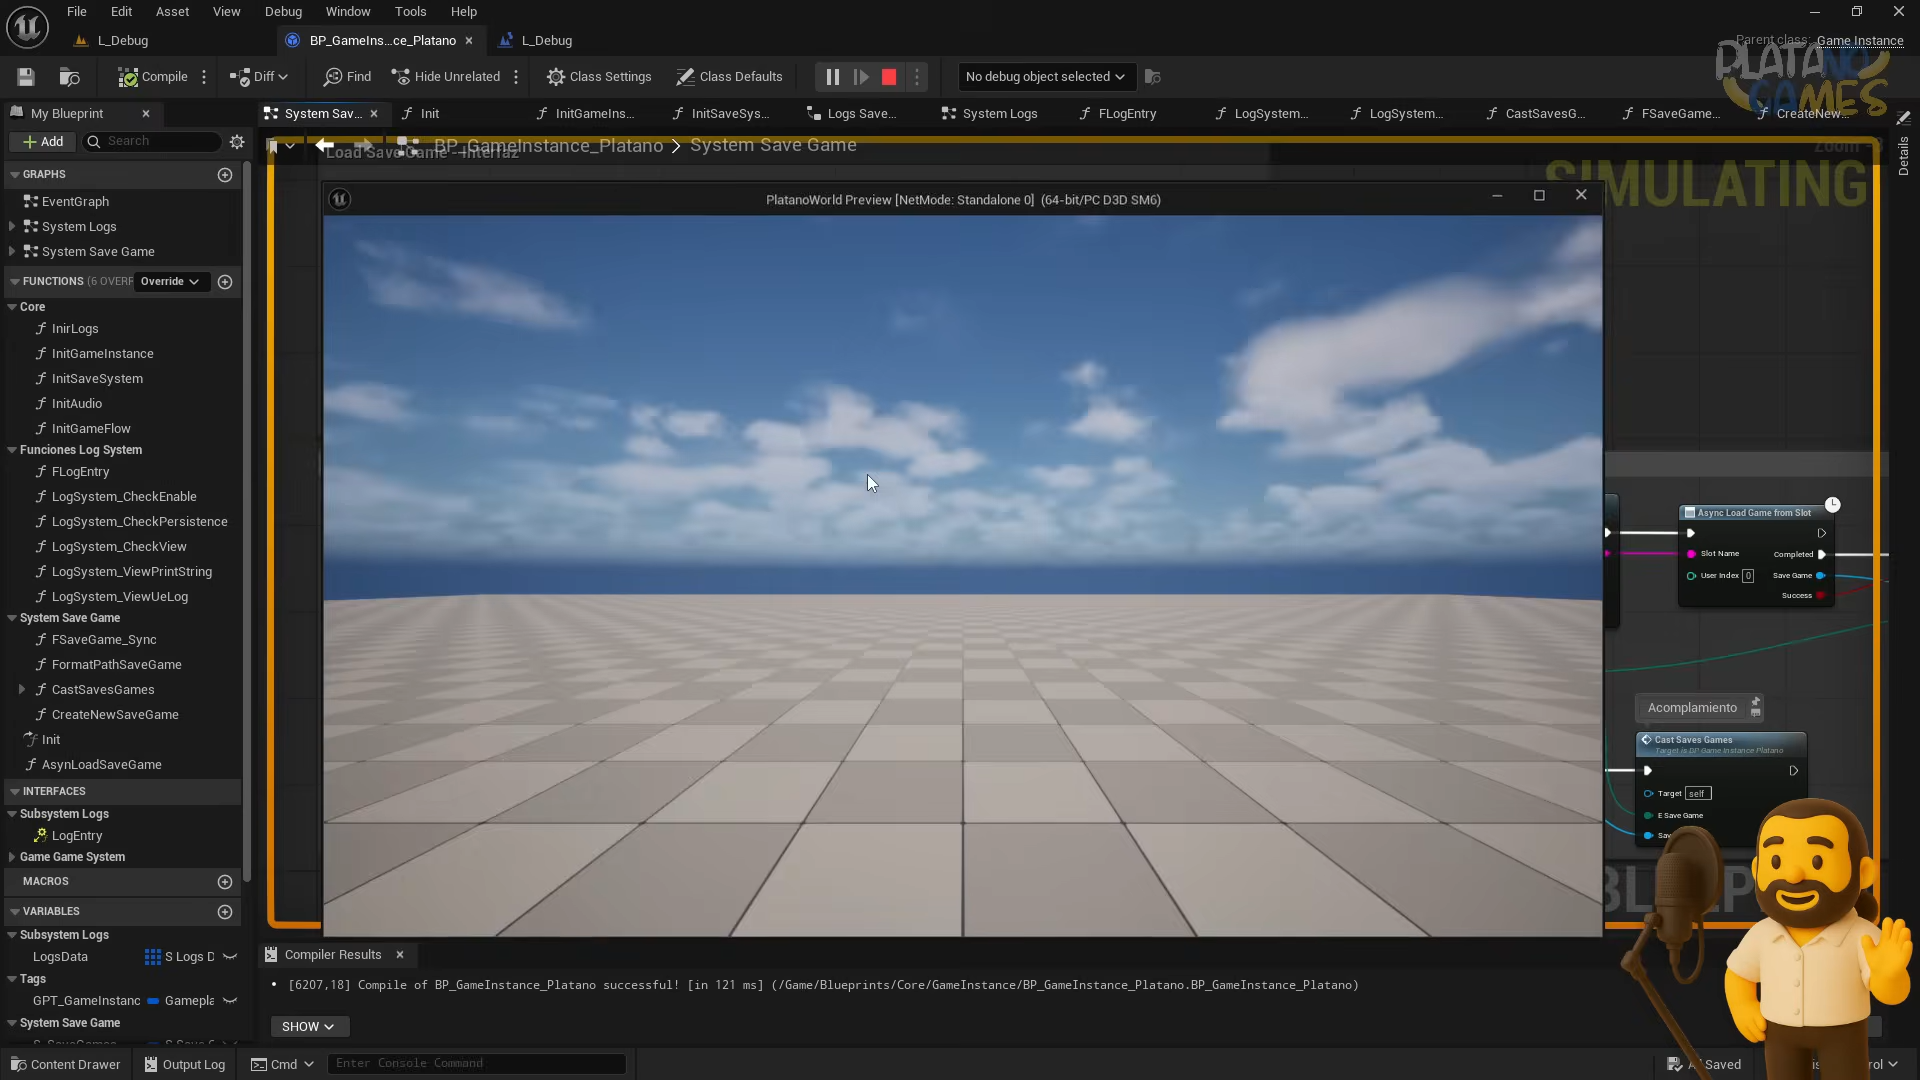 File Edit Asset View Debug Window Tools Help
L_Debug
BP_GameIns...ce_Platano
L_Debug
Parent class: Game Instance
PLATANO GAMES
Compile
Diff
Find
Hide Unrelated
Class Settings
Class Defaults
No debug object selected
My Blueprint
System Sav...
Init
InitGameIns...
InitSaveSys...
Logs Save...
System Logs
FLogEntry
LogSystem...
LogSystem...
CastSavesG...
FSaveGame...
CreateNew...
Details
Add
Search
BP_GameInstance_Platano > System Save Game
Load Save Game - Interfaz
Zoom -3
SIMULATING
PlatanoWorld Preview [NetMode: Standalone 0] (64-bit/PC D3D SM6)
GRAPHS
EventGraph
System Logs
System Save Game
FUNCTIONS (6 OVERR
Override
Core
InirLogs
InitGameInstance
InitSaveSystem
InitAudio
InitGameFlow
Funciones Log System
FLogEntry
LogSystem_CheckEnable
LogSystem_CheckPersistence
LogSystem_CheckView
LogSystem_ViewPrintString
LogSystem_ViewUeLog
System Save Game
FSaveGame_Sync
FormatPathSaveGame
CastSavesGames
CreateNewSaveGame
Init
AsynLoadSaveGame
INTERFACES
Subsystem Logs
LogEntry
Game Game System
MACROS
VARIABLES
Subsystem Logs
LogsData
S Logs D
Tags
GPT_GameInstanc
Gamepla
System Save Game
Async Load Game from Slot
Slot Name
Completed
User Index 0
Save Game
Success
Acomplamiento
Cast Saves Games
Target is BP Game Instance Platano
Target self
E Save Game
Compiler Results
[6207,18] Compile of BP_GameInstance_Platano successful! [in 121 ms] (/Game/Blueprints/Core/GameInstance/BP_GameInstance_Platano.BP_GameInstance_Platano)
SHOW
Content Drawer
Output Log
Cmd
Enter Console Command
Saved